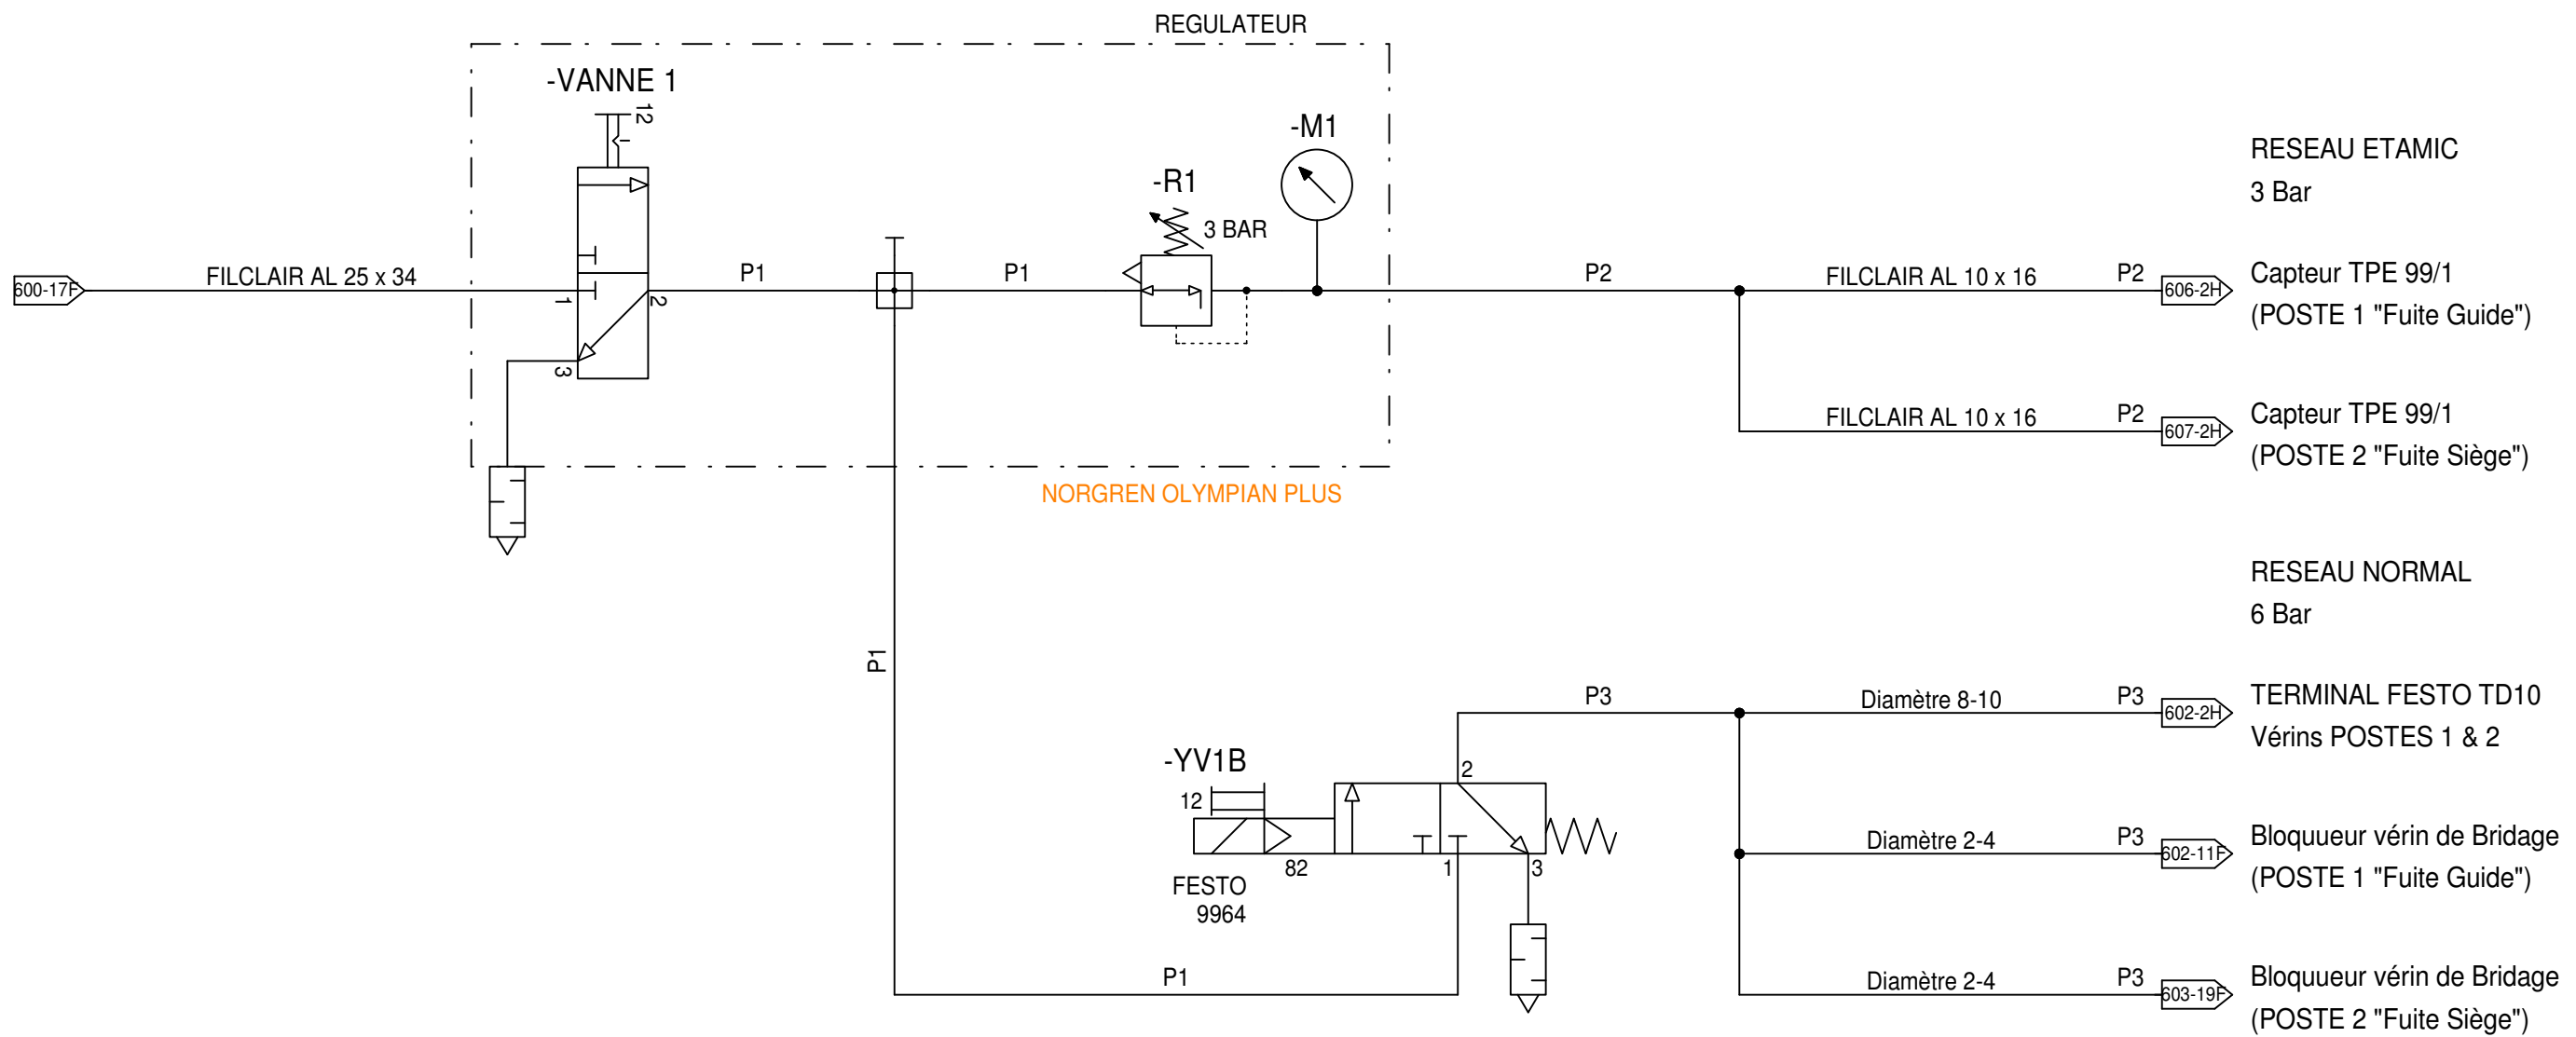 REGULATEUR
-VANNE 1
12
-M1
-R1
3 BAR
RESEAU ETAMIC
3 Bar
600-17F
FILCLAIR AL 25 x 34
1
2
3
P1
P1
P2
FILCLAIR AL 10 x 16
P2
606-2H
Capteur TPE 99/1
(POSTE 1 "Fuite Guide")
FILCLAIR AL 10 x 16
P2
607-2H
Capteur TPE 99/1
(POSTE 2 "Fuite Siège")
NORGREN OLYMPIAN PLUS
RESEAU NORMAL
6 Bar
P1
P3
Diamètre 8-10
P3
602-2H
TERMINAL FESTO TD10
Vérins POSTES 1 & 2
-YV1B
12
2
82
1
3
FESTO
9964
Diamètre 2-4
P3
602-11F
Bloquueur vérin de Bridage
(POSTE 1 "Fuite Guide")
P1
Diamètre 2-4
P3
603-19F
Bloquueur vérin de Bridage
(POSTE 2 "Fuite Siège")